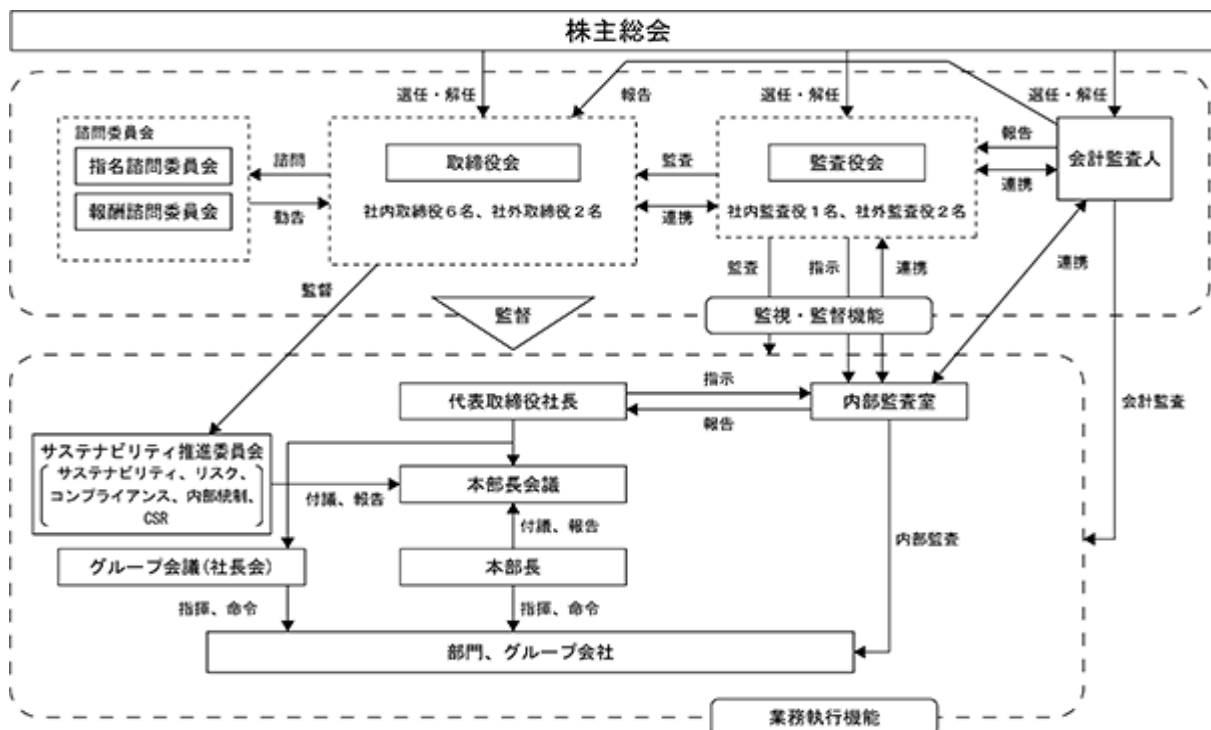 株主総会
選任・解任
報告
選任・解任
選任・解任
諮問委員会
指名諮問委員会
報酬諮問委員会
諮問
勧告
取締役会
社内取締役6名、社外取締役2名
監査
連携
監査役会
社内監査役1名、社外監査役2名
報告
連携
会計監査人
監督
監督
監査
指示
連携
連携
監視・監督機能
代表取締役社長
指示
報告
内部監査室
会計監査
サステナビリティ推進委員会
サステナビリティ、リスク、
コンプライアンス、内部統制、
CSR
付議、報告
本部長会議
付議、報告
内部監査
グループ会議(社長会)
本部長
指揮、命令
指揮、命令
部門、グループ会社
業務執行機能